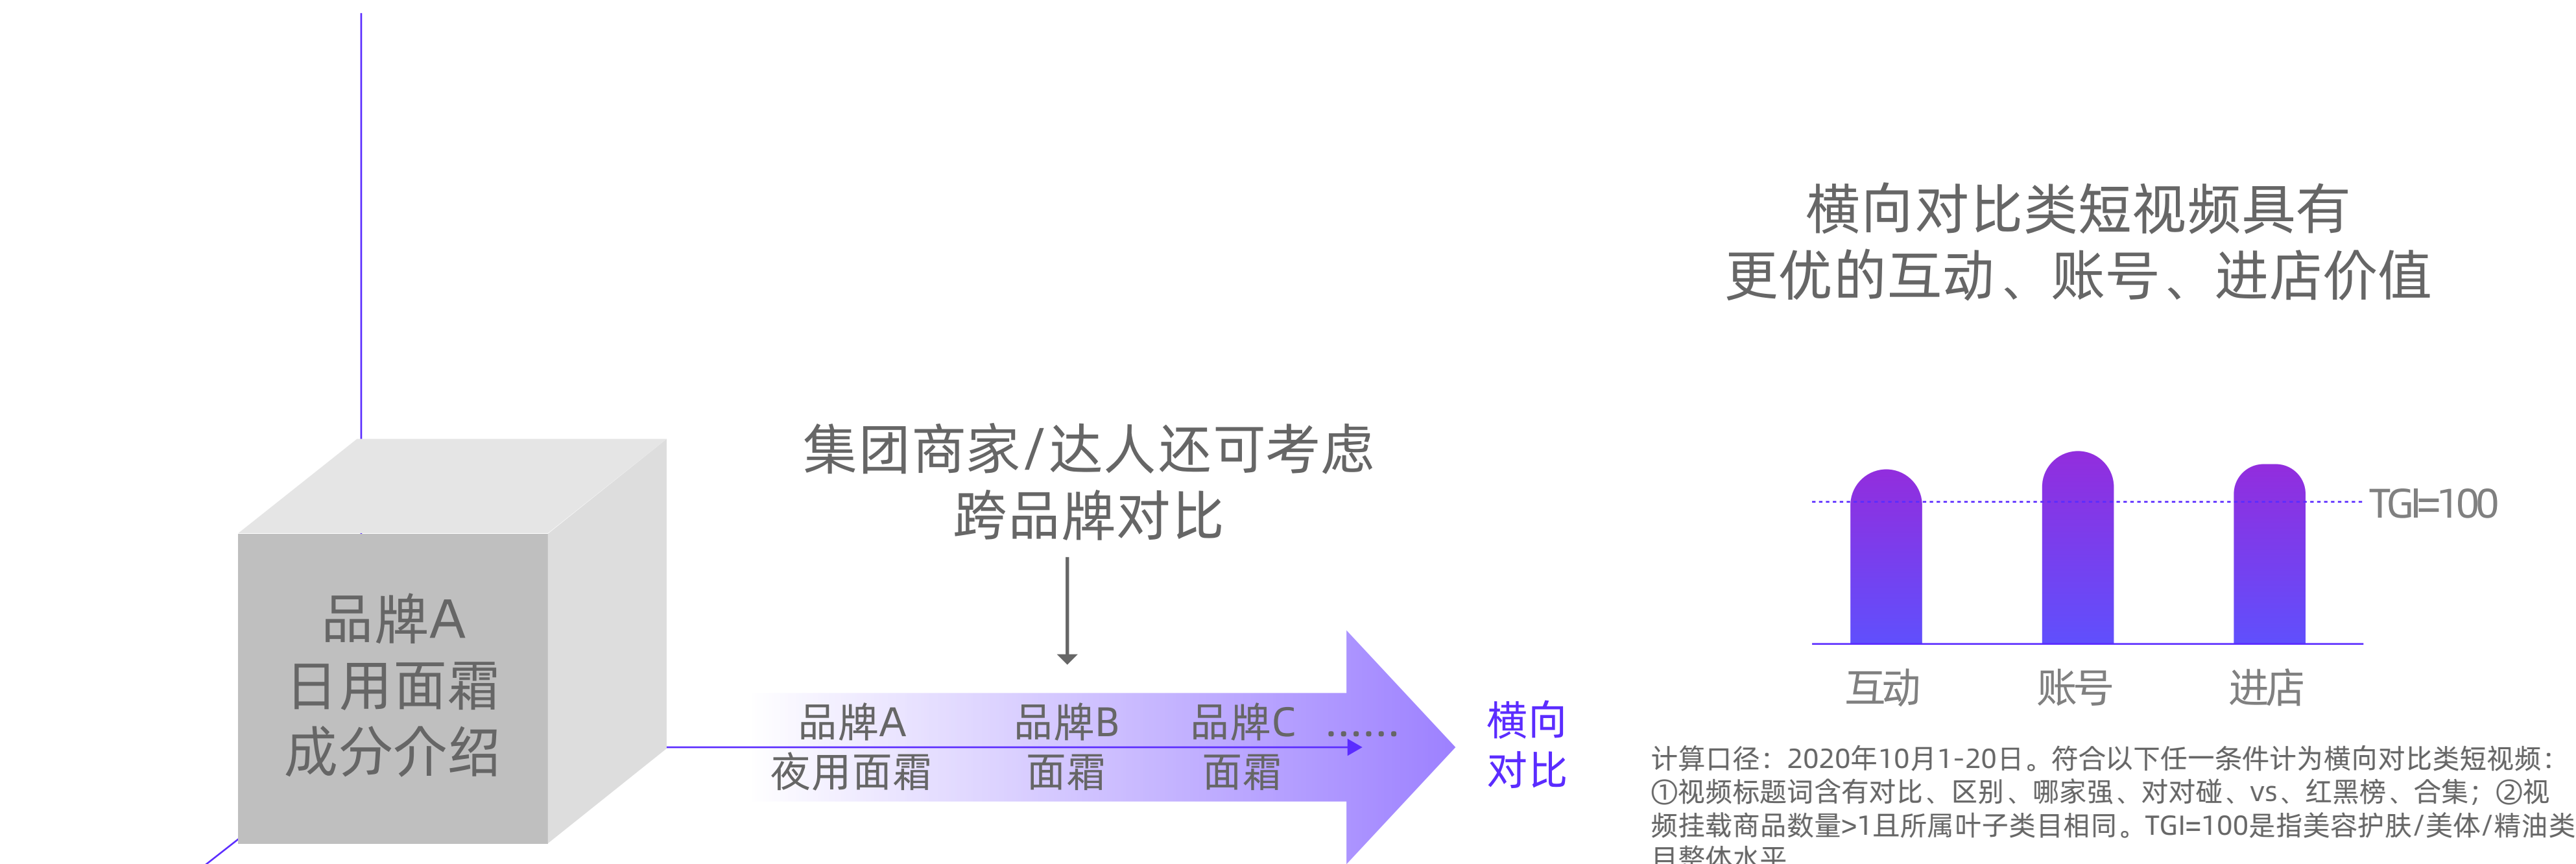 横向对比类短视频具有
更优的互动、账号、进店价值
集团商家/达人还可考虑
跨品牌对比
TGI=100
品牌A
日用面霜
成分介绍
品牌A 品牌B 品牌C ……
夜用面霜 面霜 面霜
横向
对比
互动 账号 进店
计算口径：2020年10月1-20日。符合以下任一条件计为横向对比类短视频：
①视频标题词含有对比、区别、哪家强、对对碰、vs、红黑榜、合集；②视
频挂载商品数量>1且所属叶子类目相同。TGI=100是指美容护肤/美体/精油类
目整体水平